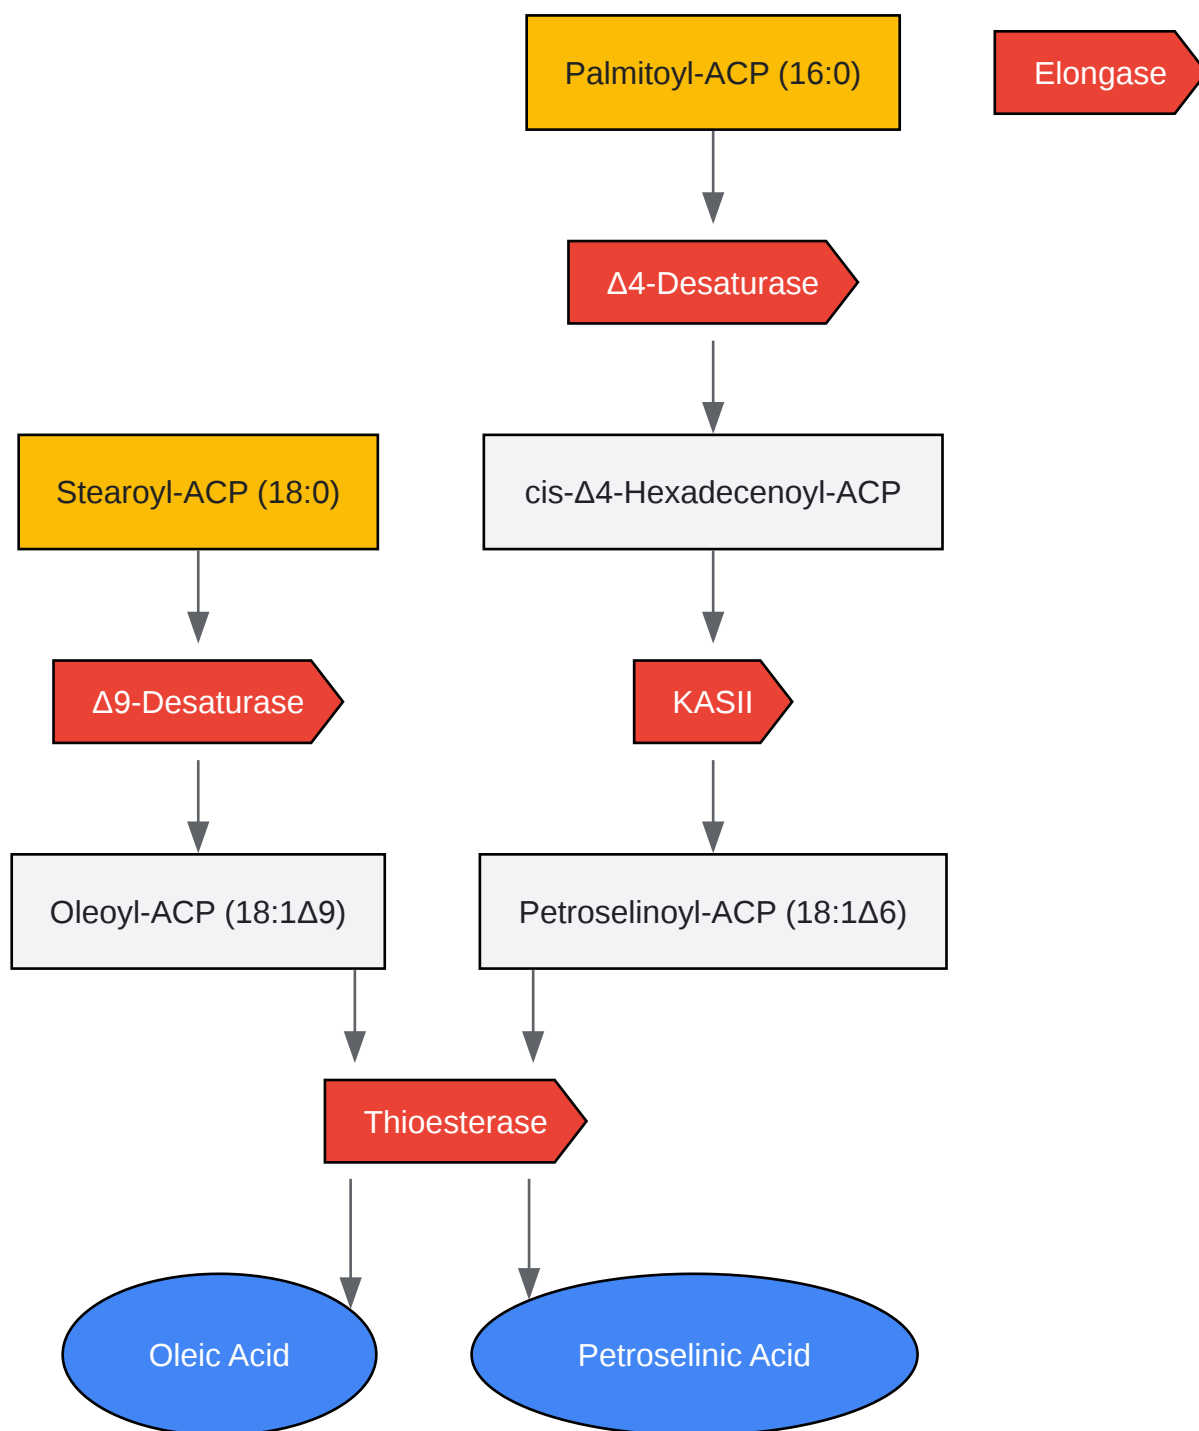 Palmitoyl-ACP (16:0)
Elongase
Δ4-Desaturase
Stearoyl-ACP (18:0)
cis-Δ4-Hexadecenoyl-ACP
Δ9-Desaturase
KASII
Oleoyl-ACP (18:1Δ9)
Petroselinoyl-ACP (18:1Δ6)
Thioesterase
Oleic Acid
Petroselinic Acid